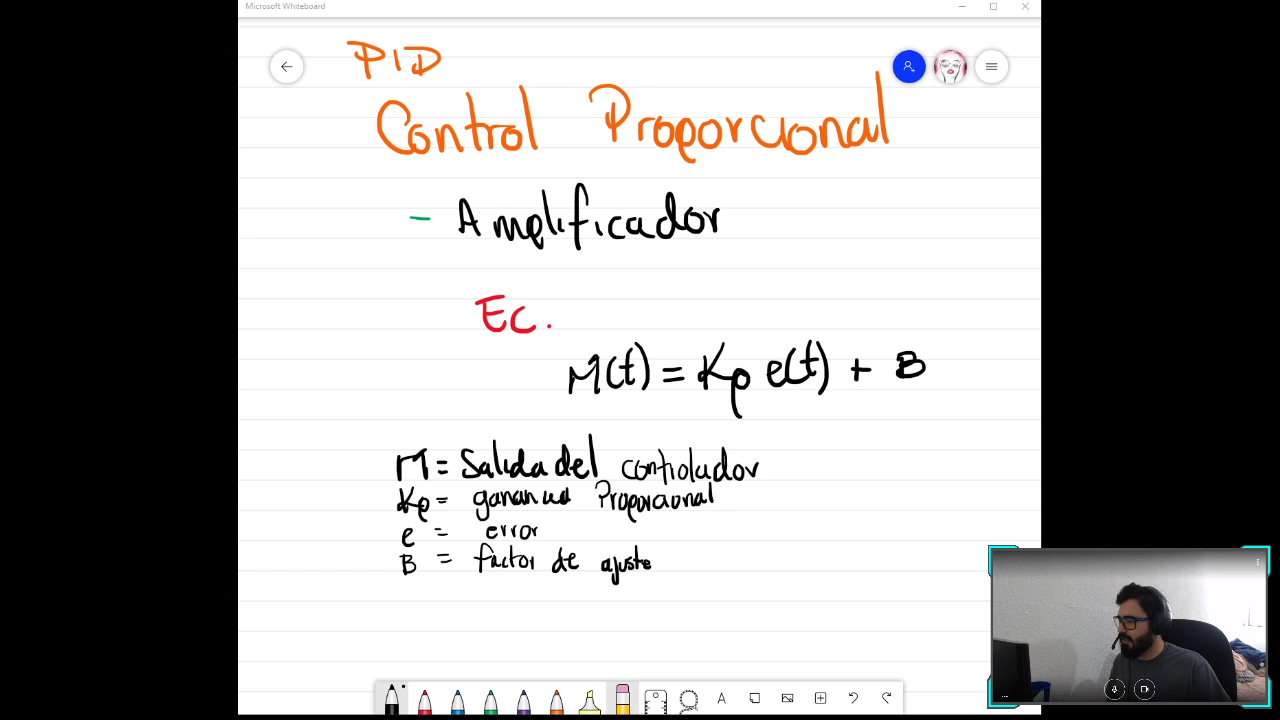 Microsoft Whiteboard
PID
Control Proporcional
- Amplificador
Ec.
M(t) = Kp e(t) + B
M = Salida del controlador
Kp = ganancia Proporcional
e = error
B = factor de ajuste
A